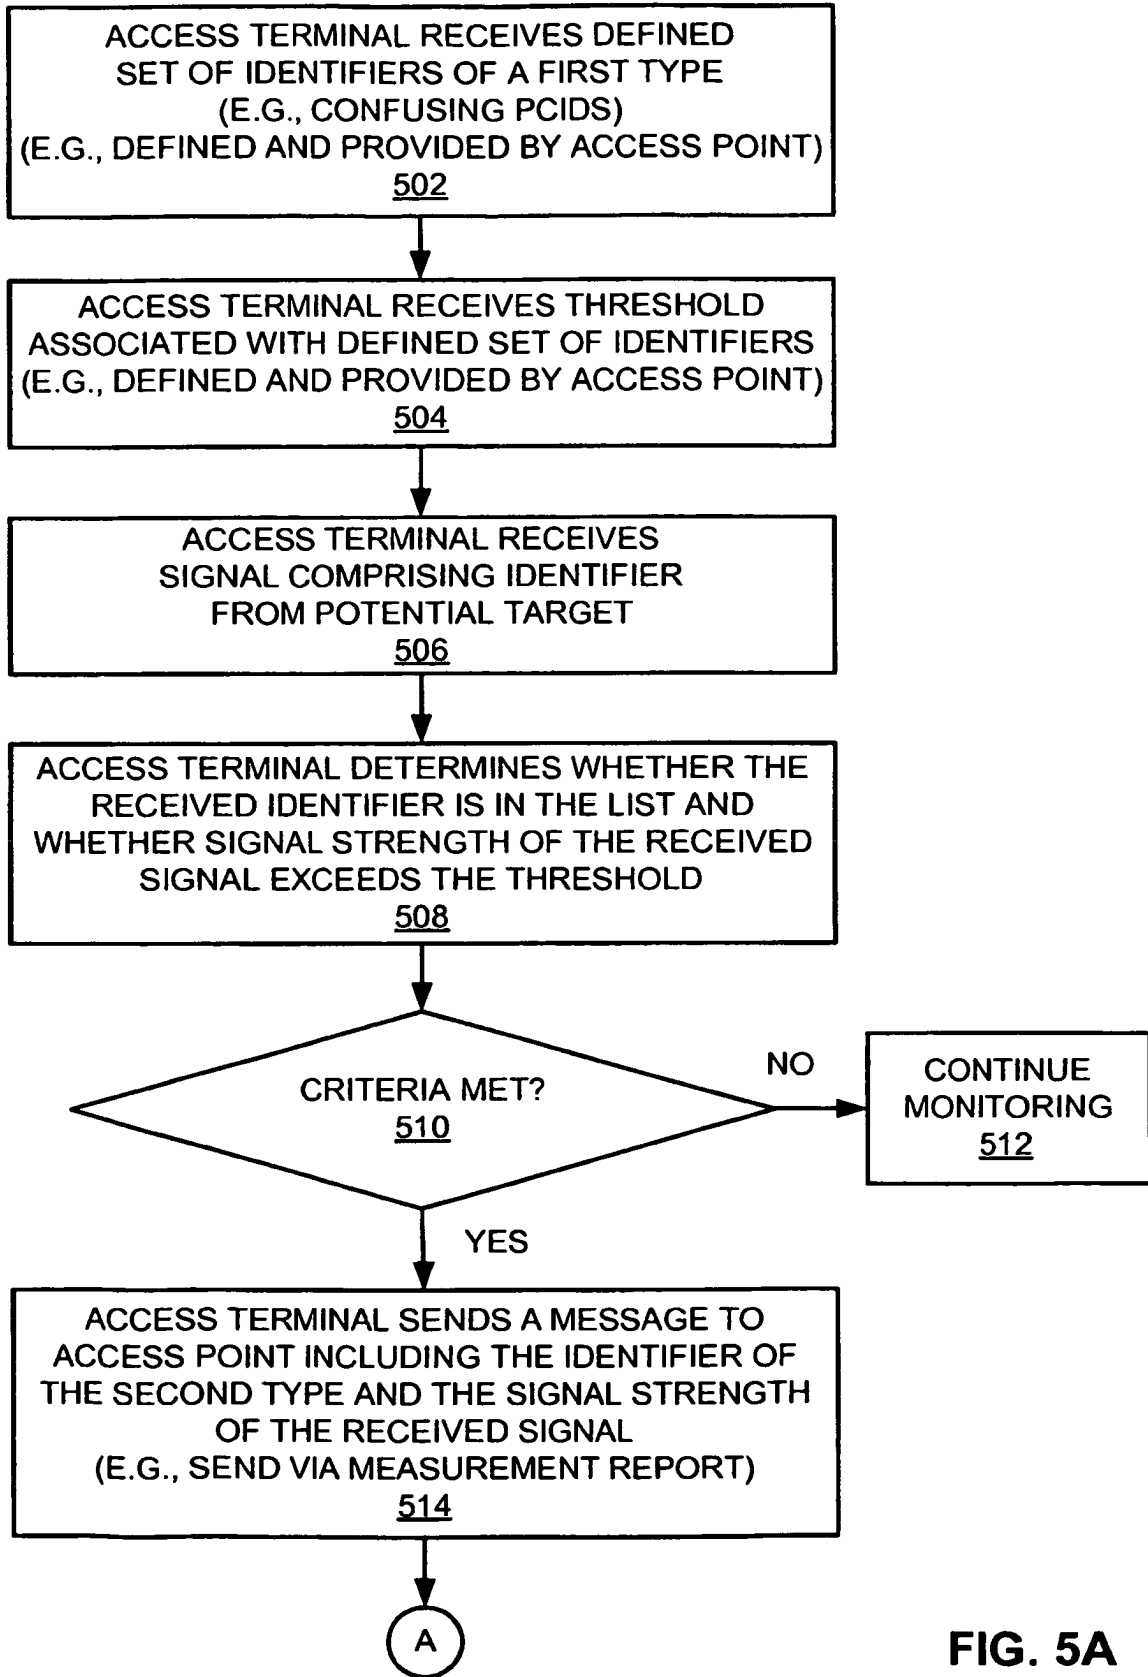 ACCESS TERMINAL RECEIVES DEFINED
SET OF IDENTIFIERS OF A FIRST TYPE
(E.G., CONFUSING PCIDS)
(E.G., DEFINED AND PROVIDED BY ACCESS POINT)
502
ACCESS TERMINAL RECEIVES THRESHOLD
ASSOCIATED WITH DEFINED SET OF IDENTIFIERS
(E.G., DEFINED AND PROVIDED BY ACCESS POINT)
504
ACCESS TERMINAL RECEIVES
SIGNAL COMPRISING IDENTIFIER
FROM POTENTIAL TARGET
506
ACCESS TERMINAL DETERMINES WHETHER THE
RECEIVED IDENTIFIER IS IN THE LIST AND
WHETHER SIGNAL STRENGTH OF THE RECEIVED
SIGNAL EXCEEDS THE THRESHOLD
508
CRITERIA MET?
510
NO
CONTINUE
MONITORING
512
YES
ACCESS TERMINAL SENDS A MESSAGE TO
ACCESS POINT INCLUDING THE IDENTIFIER OF
THE SECOND TYPE AND THE SIGNAL STRENGTH
OF THE RECEIVED SIGNAL
(E.G., SEND VIA MEASUREMENT REPORT)
514
A
FIG. 5A